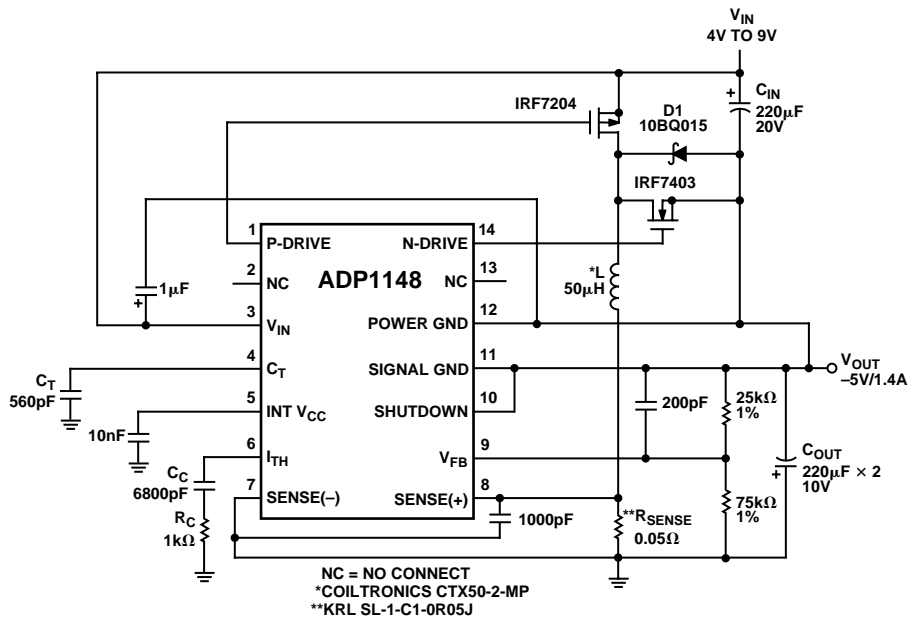 V_IN
4V TO 9V
C_IN
220µF
20V
IRF7204
D1
10BQ015
IRF7403
*L
50µH
ADP1148
1 P-DRIVE
2 NC
3 V_IN
4 C_T
5 INT V_CC
6 I_TH
7 SENSE(–)
14 N-DRIVE
13 NC
12 POWER GND
11 SIGNAL GND
10 SHUTDOWN
9 V_FB
8 SENSE(+)
1µF
C_T
560pF
10nF
C_C
6800pF
R_C
1kΩ
1000pF
200pF
**R_SENSE
0.05Ω
25kΩ
1%
75kΩ
1%
V_OUT
–5V/1.4A
C_OUT
220µF × 2
10V
NC = NO CONNECT
*COILTRONICS CTX50-2-MP
**KRL SL-1-C1-0R05J